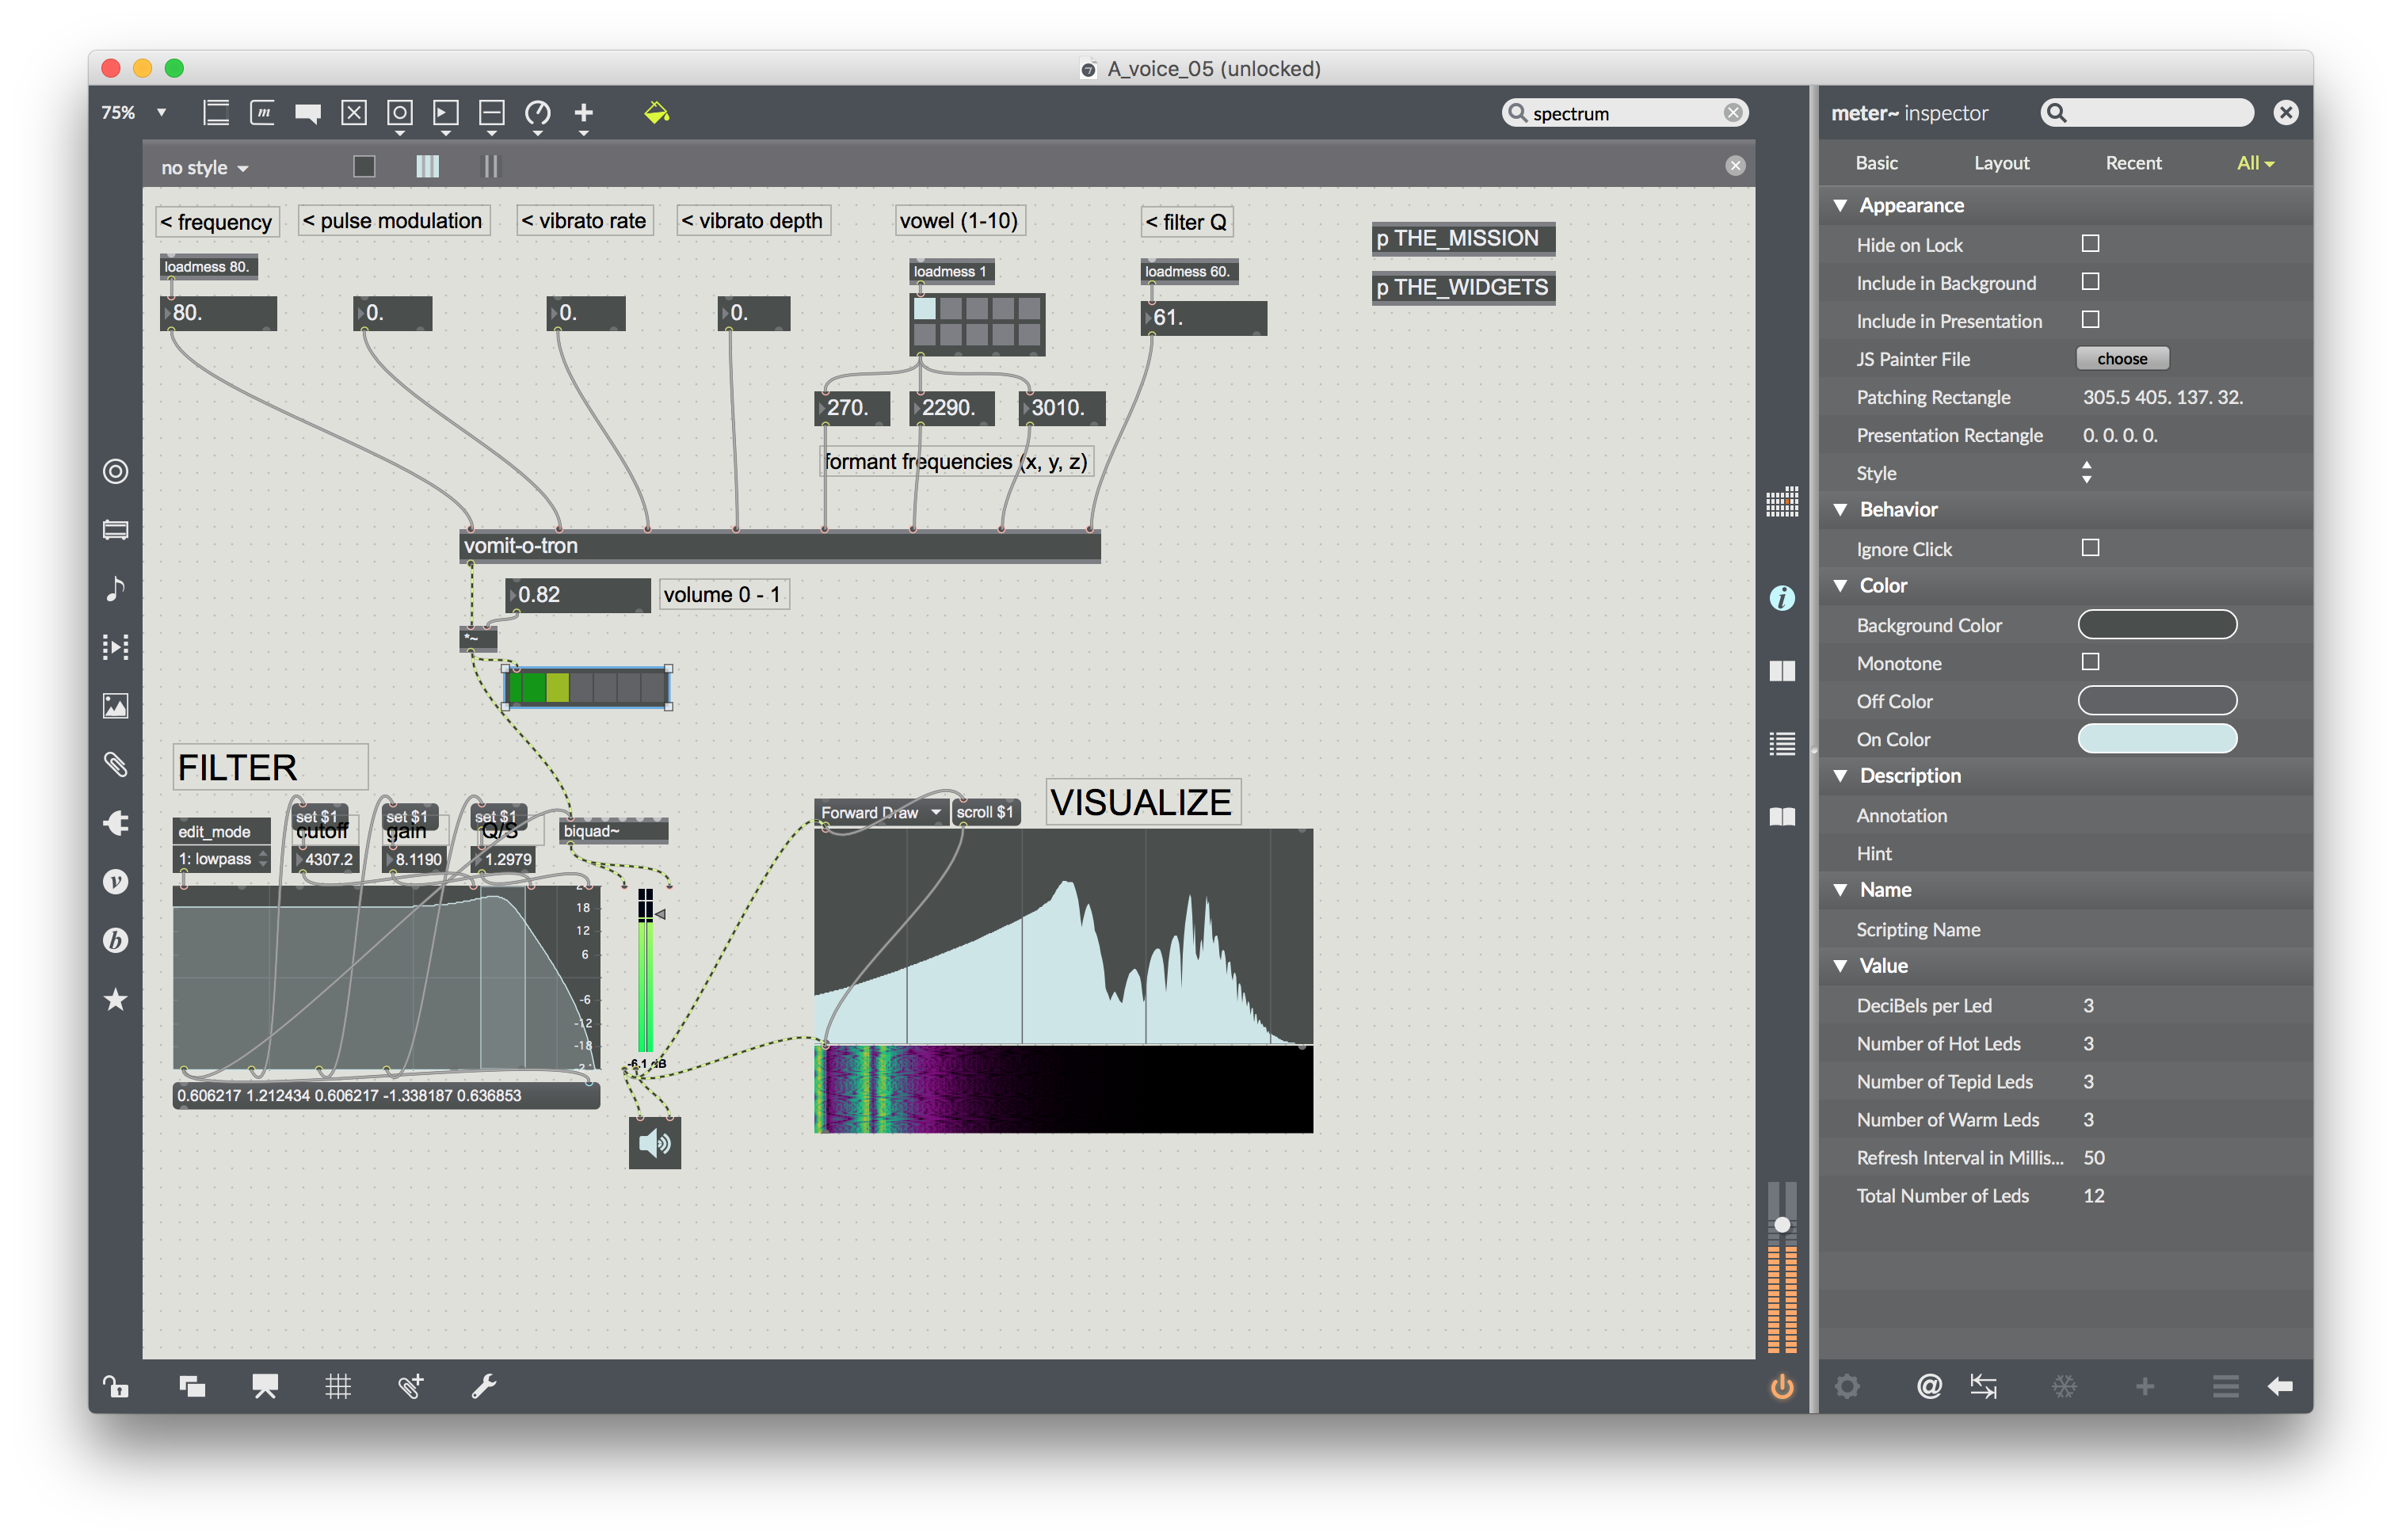 A_voice_05 (unlocked)
75%
m
spectrum
no style
< frequency
< pulse modulation
< vibrato rate
< vibrato depth
vowel (1-10)
< filter Q
loadmess 80.
loadmess 1
loadmess 60.
80.
0.
0.
0.
61.
p THE_MISSION
p THE_WIDGETS
270.
2290.
3010.
formant frequencies (x, y, z)
vomit-o-tron
0.82
volume 0 - 1
*~
FILTER
edit_mode
1: lowpass
set $1
set $1
set $1
cutoff
gain
Q/S
4307.2
8.1190
1.2979
biquad~
18
12
6
-6
-12
-18
-6.1 dB
0.606217 1.212434 0.606217 -1.338187 0.636853
Forward Draw
scroll $1
VISUALIZE
i
v
b
meter~ inspector
Basic
Layout
Recent
All
Appearance
Hide on Lock
Include in Background
Include in Presentation
JS Painter File
choose
Patching Rectangle
305.5 405. 137. 32.
Presentation Rectangle
0. 0. 0. 0.
Style
Behavior
Ignore Click
Color
Background Color
Monotone
Off Color
On Color
Description
Annotation
Hint
Name
Scripting Name
Value
DeciBels per Led
3
Number of Hot Leds
3
Number of Tepid Leds
3
Number of Warm Leds
3
Refresh Interval in Millis...
50
Total Number of Leds
12
@